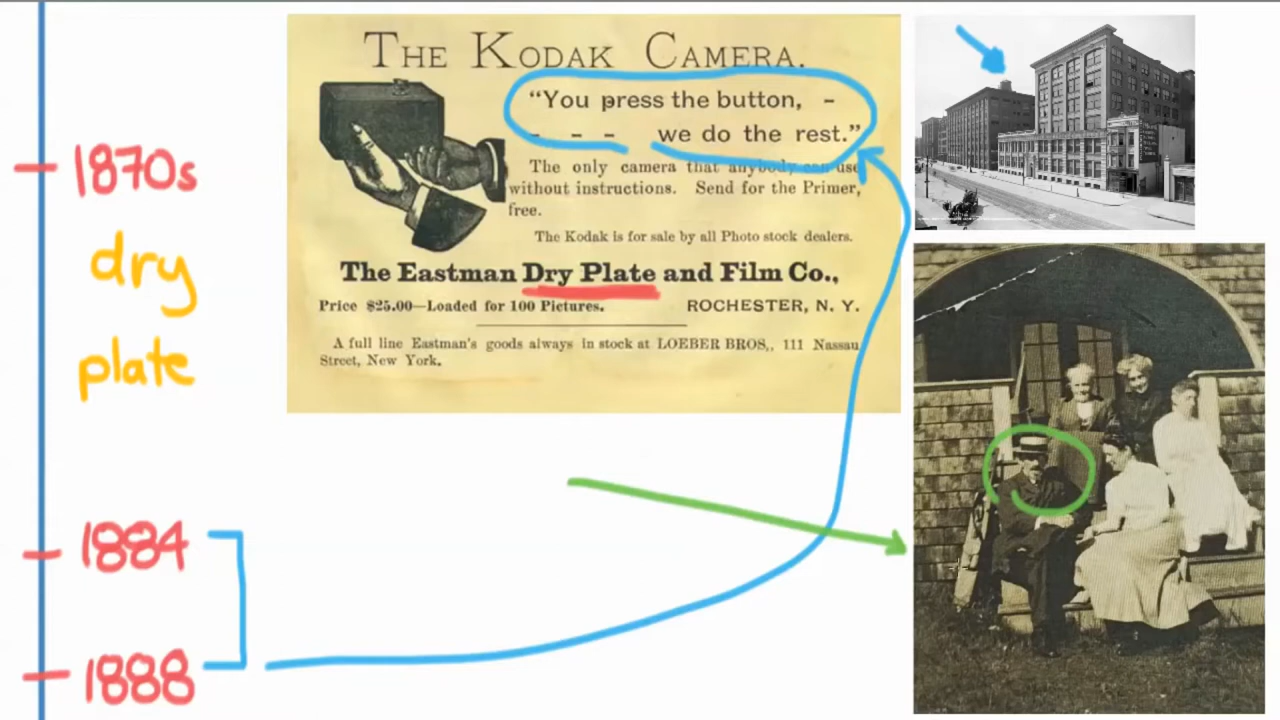 1870s
dry
plate
1884
1888
THE KODAK CAMERA.
“You press the button, -
- - - we do the rest.”
The only camera that anybody can use
without instructions. Send for the Primer,
free.
The Kodak is for sale by all Photo stock dealers.
The Eastman Dry Plate and Film Co.,
Price $25.00—Loaded for 100 Pictures. ROCHESTER, N. Y.
A full line Eastman's goods always in stock at LOEBER BROS,, 111 Nassau
Street, New York.